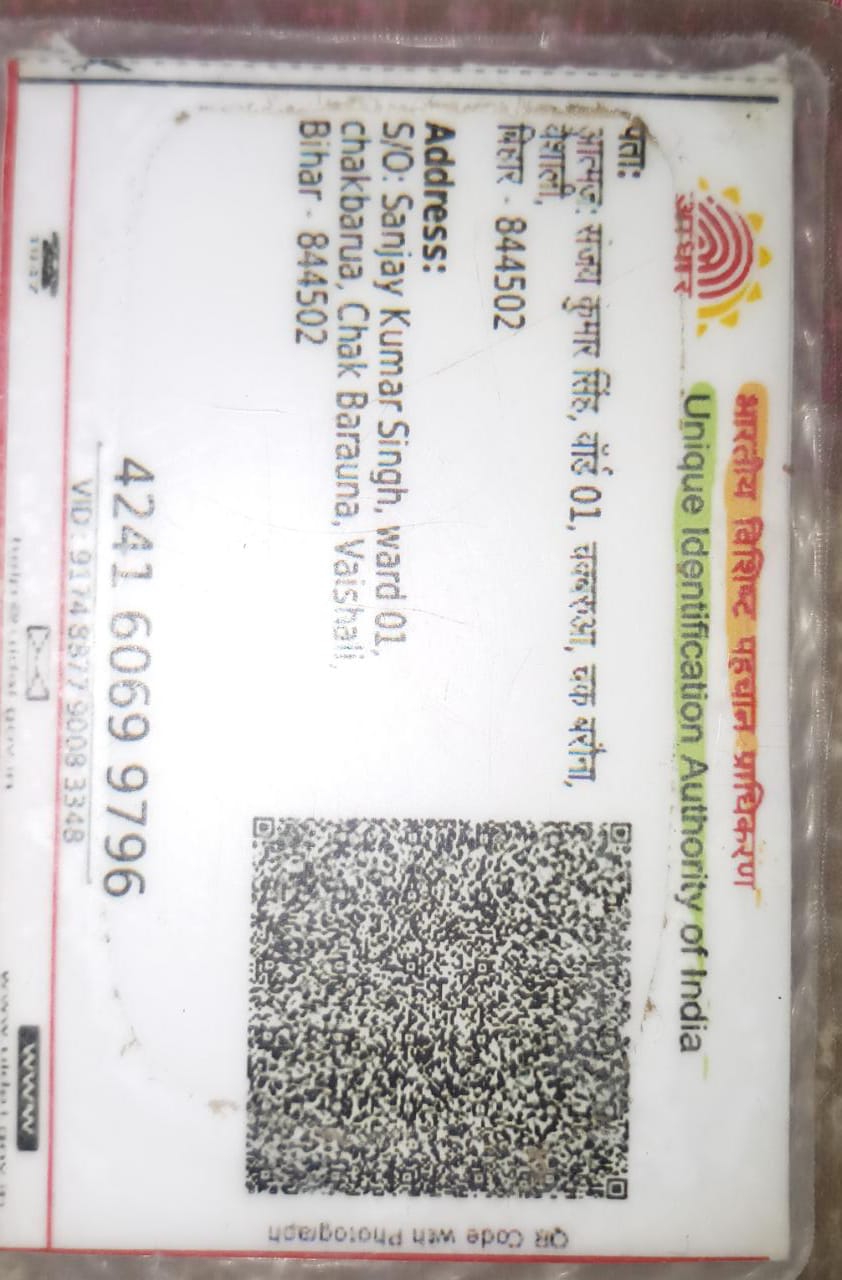 भारतीय विशिष्ट पहचान प्राधिकरण
Unique Identification Authority of India
आधार
पता:
आत्मज: संजय कुमार सिंह, वॉर्ड 01, चकबरुआ, चक बरौना,
वैशाली,
बिहार - 844502
Address:
S/O: Sanjay Kumar Singh, ward 01,
chakbarua, Chak Barauna, Vaishali,
Bihar - 844502
QR Code with Photograph
4241 6069 9796
VID : 9174 8877 9008 3348
1947
help@uidai.gov.in
WWW
www.uidai.gov.in